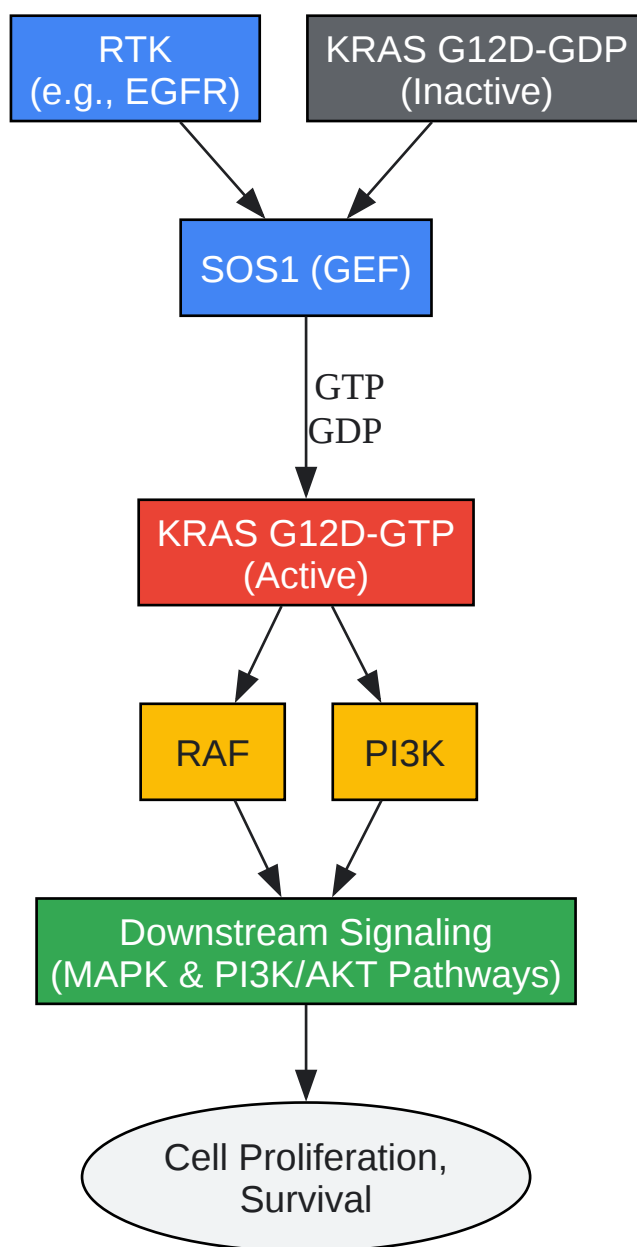 RTK
(e.g., EGFR)
KRAS G12D-GDP
(Inactive)
SOS1 (GEF)
GTP
GDP
KRAS G12D-GTP
(Active)
RAF
PI3K
Downstream Signaling
(MAPK & PI3K/AKT Pathways)
Cell Proliferation,
Survival